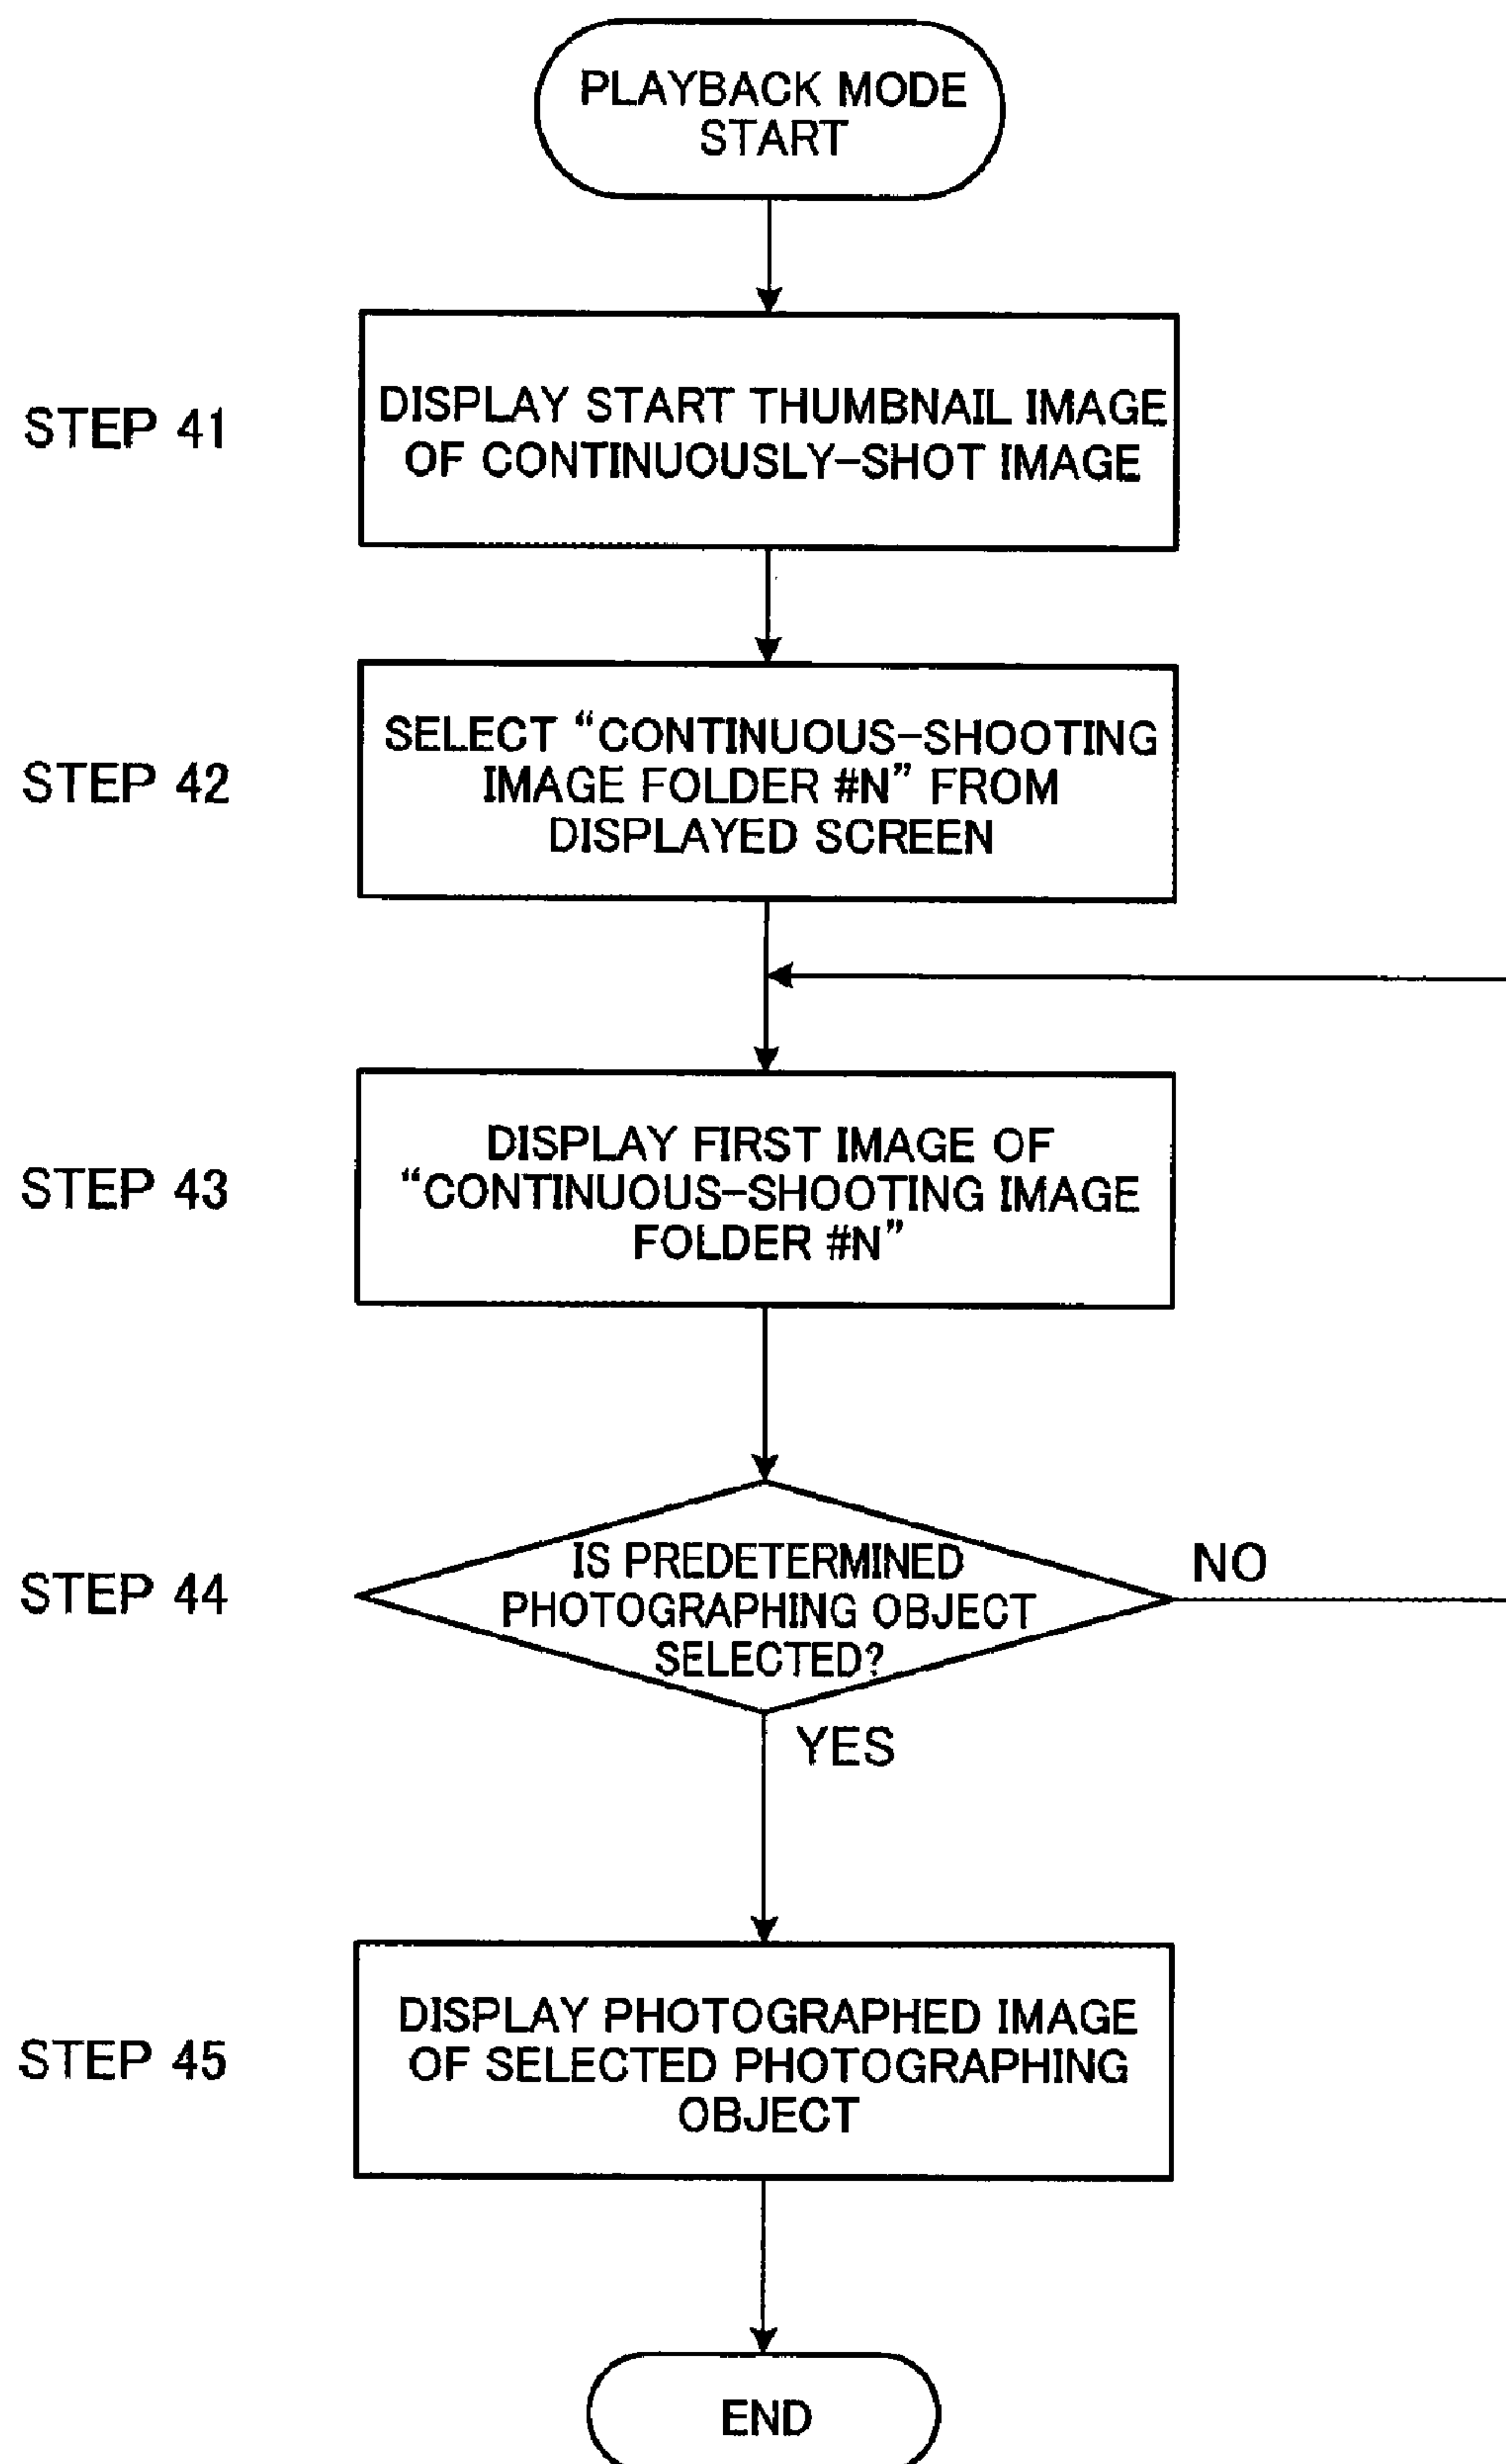 PLAYBACK MODE
START
STEP 41
DISPLAY START THUMBNAIL IMAGE
OF CONTINUOUSLY-SHOT IMAGE
STEP 42
SELECT “CONTINUOUS-SHOOTING
IMAGE FOLDER #N” FROM
DISPLAYED SCREEN
STEP 43
DISPLAY FIRST IMAGE OF
“CONTINUOUS-SHOOTING IMAGE
FOLDER #N”
STEP 44
IS PREDETERMINED
PHOTOGRAPHING OBJECT
SELECTED?
NO
YES
STEP 45
DISPLAY PHOTOGRAPHED IMAGE
OF SELECTED PHOTOGRAPHING
OBJECT
END